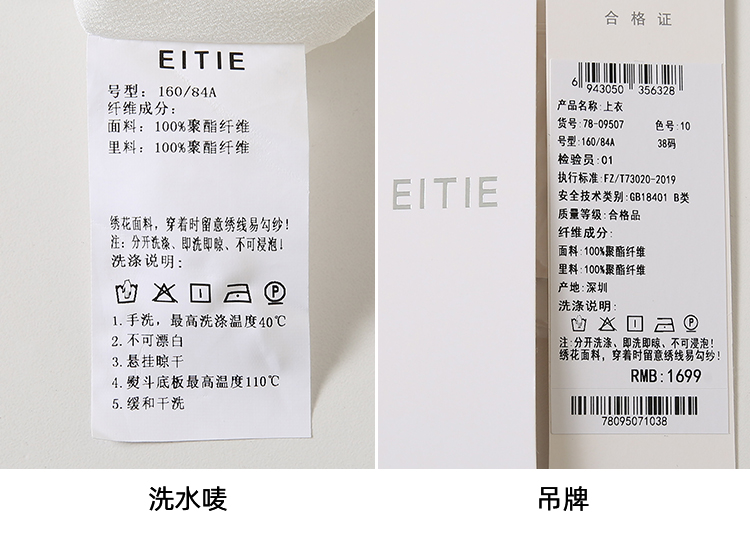 EITIE
号型: 160/84A
纤维成分:
面料: 100%聚酯纤维
里料: 100%聚酯纤维
绣花面料, 穿着时留意绣线易勾纱!
注: 分开洗涤、即洗即晾、不可浸泡!
洗涤说明:
1.手洗, 最高洗涤温度40℃
2.不可漂白
3.悬挂晾干
4.熨斗底板最高温度110℃
5.缓和干洗
洗水唛
EITIE
合格证
6 943050 356328
产品名称:上衣
货号:78-09507 色号:10
号型:160/84A 38码
检验员:01
执行标准:FZ/T73020-2019
安全技术类别:GB18401 B类
质量等级:合格品
纤维成分:
面料:100%聚酯纤维
里料:100%聚酯纤维
产地:深圳
洗涤说明:
注:分开洗涤、即洗即晾、不可浸泡!
绣花面料, 穿着时留意绣线易勾纱!
RMB:1699
78095071038
吊牌